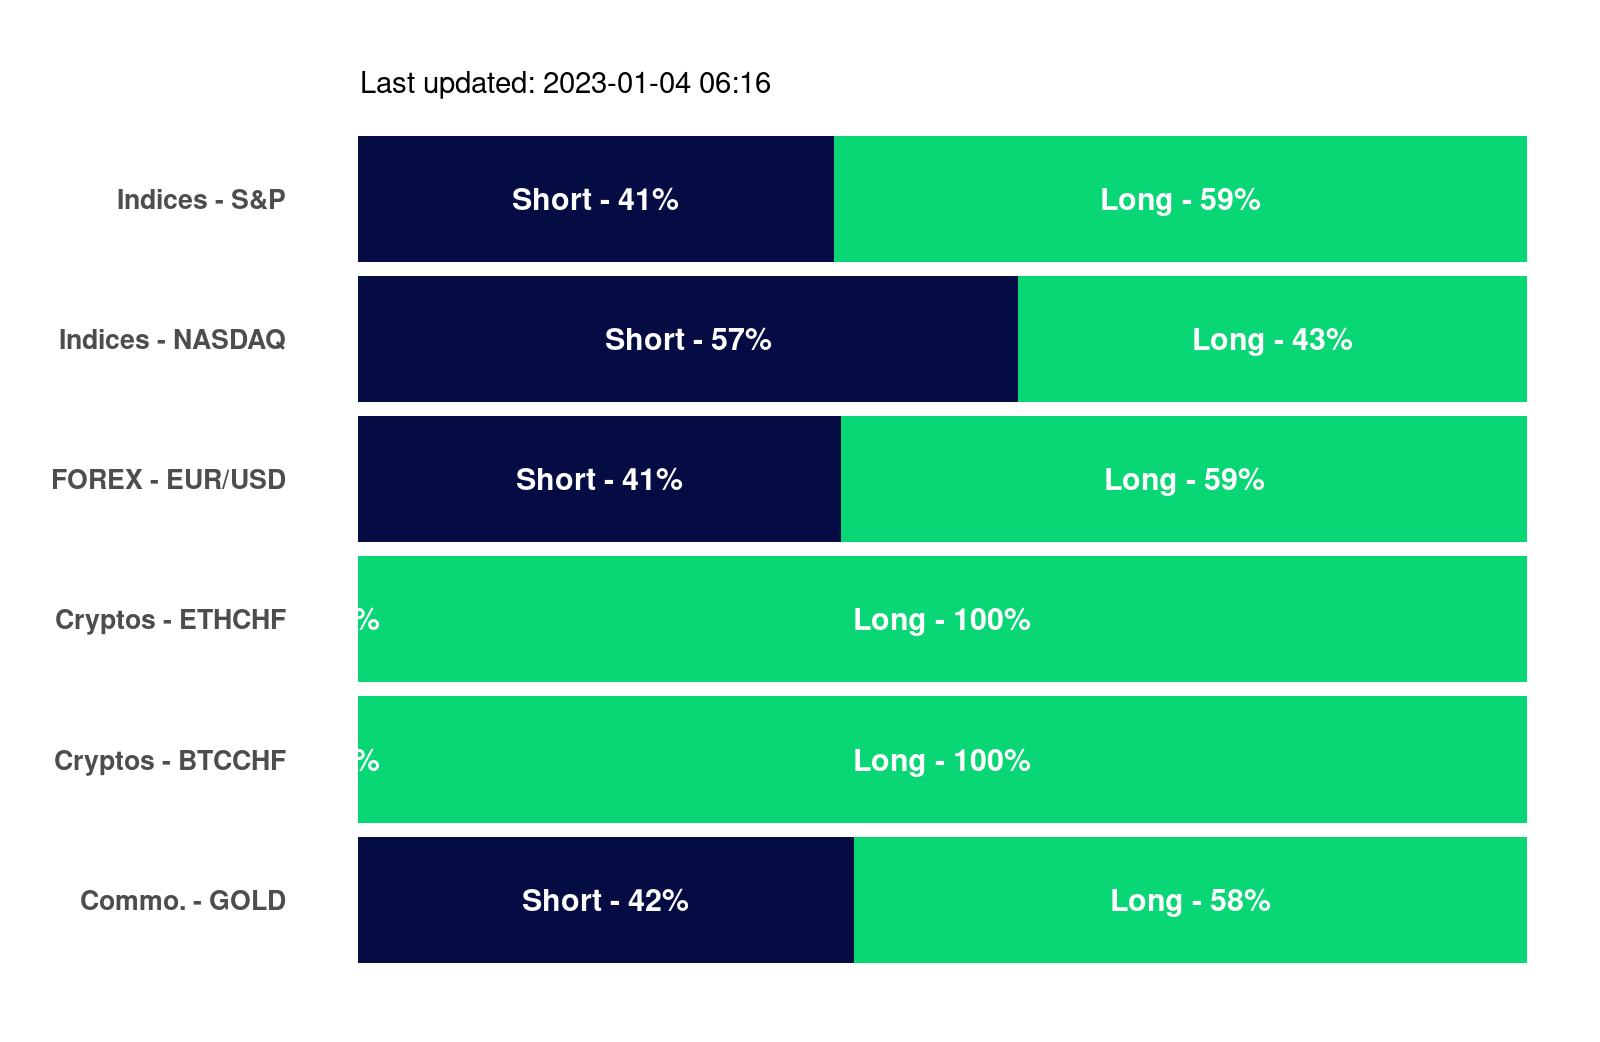 Last updated: 2023-01-04 06:16
Indices - S&P Short - 41% Long - 59%
Indices - NASDAQ Short - 57% Long - 43%
FOREX - EUR/USD Short - 41% Long - 59%
Cryptos - ETHCHF % Long - 100%
Cryptos - BTCCHF % Long - 100%
Commo. - GOLD Short - 42% Long - 58%